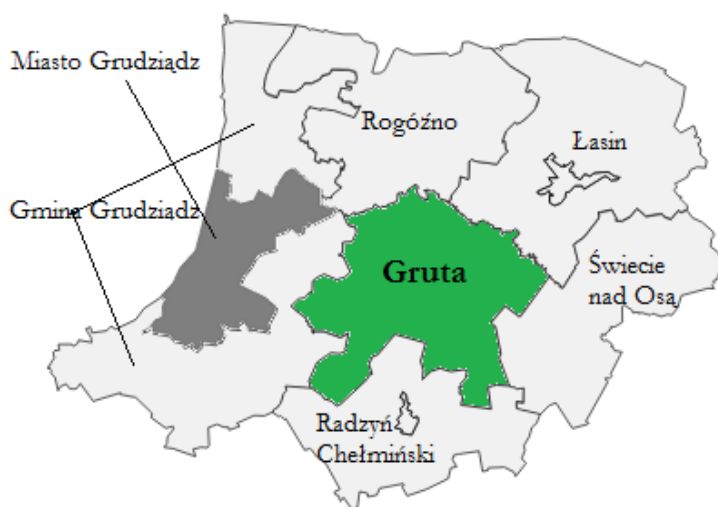 Miasto Grudziądz
Rogóźno
Łasin
Gmina Grudziądz
Gruta
Świecie
nad Osą
Radzyń
Chełmiński